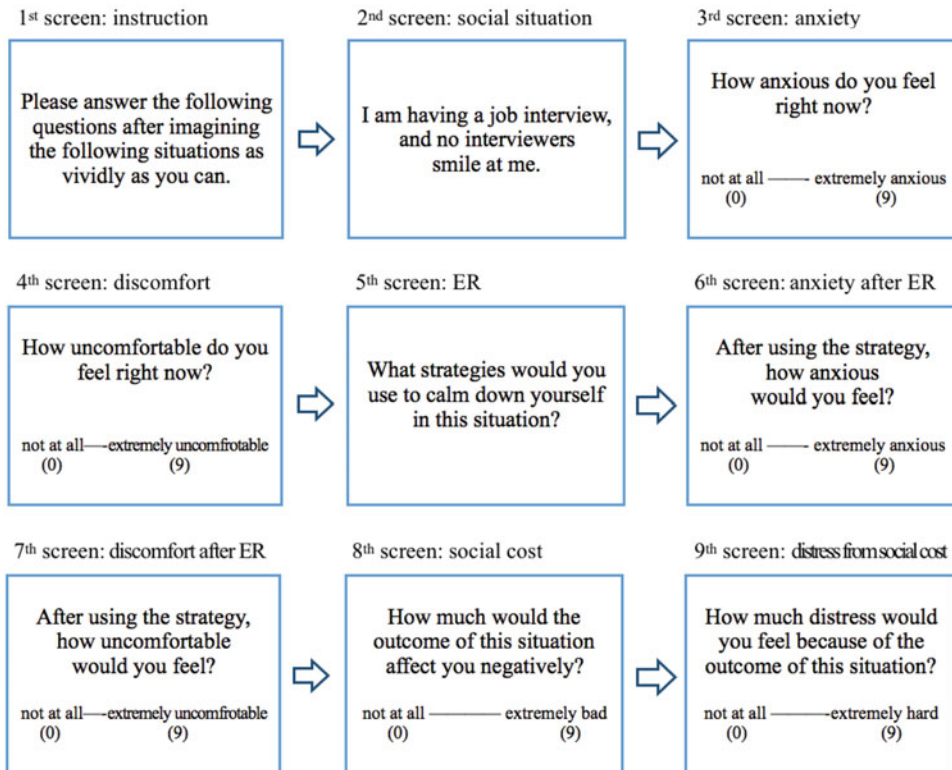 1st screen: instruction
Please answer the following
questions after imagining
the following situations as
vividly as you can.
2nd screen: social situation
I am having a job interview,
and no interviewers
smile at me.
3rd screen: anxiety
How anxious do you feel
right now?
not at all ——— extremely anxious
(0) (9)
4th screen: discomfort
How uncomfortable do you
feel right now?
not at all——extremely uncomfrotable
(0) (9)
5th screen: ER
What strategies would you
use to calm down yourself
in this situation?
6th screen: anxiety after ER
After using the strategy,
how anxious
would you feel?
not at all ——— extremely anxious
(0) (9)
7th screen: discomfort after ER
After using the strategy,
how uncomfortable
would you feel?
not at all——extremely uncomfrotable
(0) (9)
8th screen: social cost
How much would the
outcome of this situation
affect you negatively?
not at all ————— extremely bad
(0) (9)
9th screen: distress from social cost
How much distress would
you feel because of the
outcome of this situation?
not at all ————extremely hard
(0) (9)